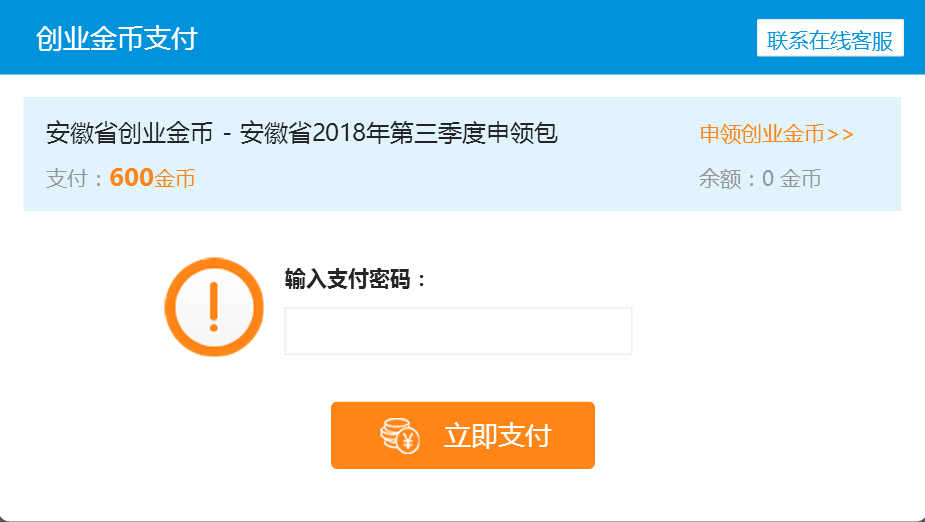 创业金币支付
联系在线客服
安徽省创业金币 - 安徽省2018年第三季度申领包
申领创业金币>>
支付：600金币
余额：0 金币
输入支付密码：
立即支付